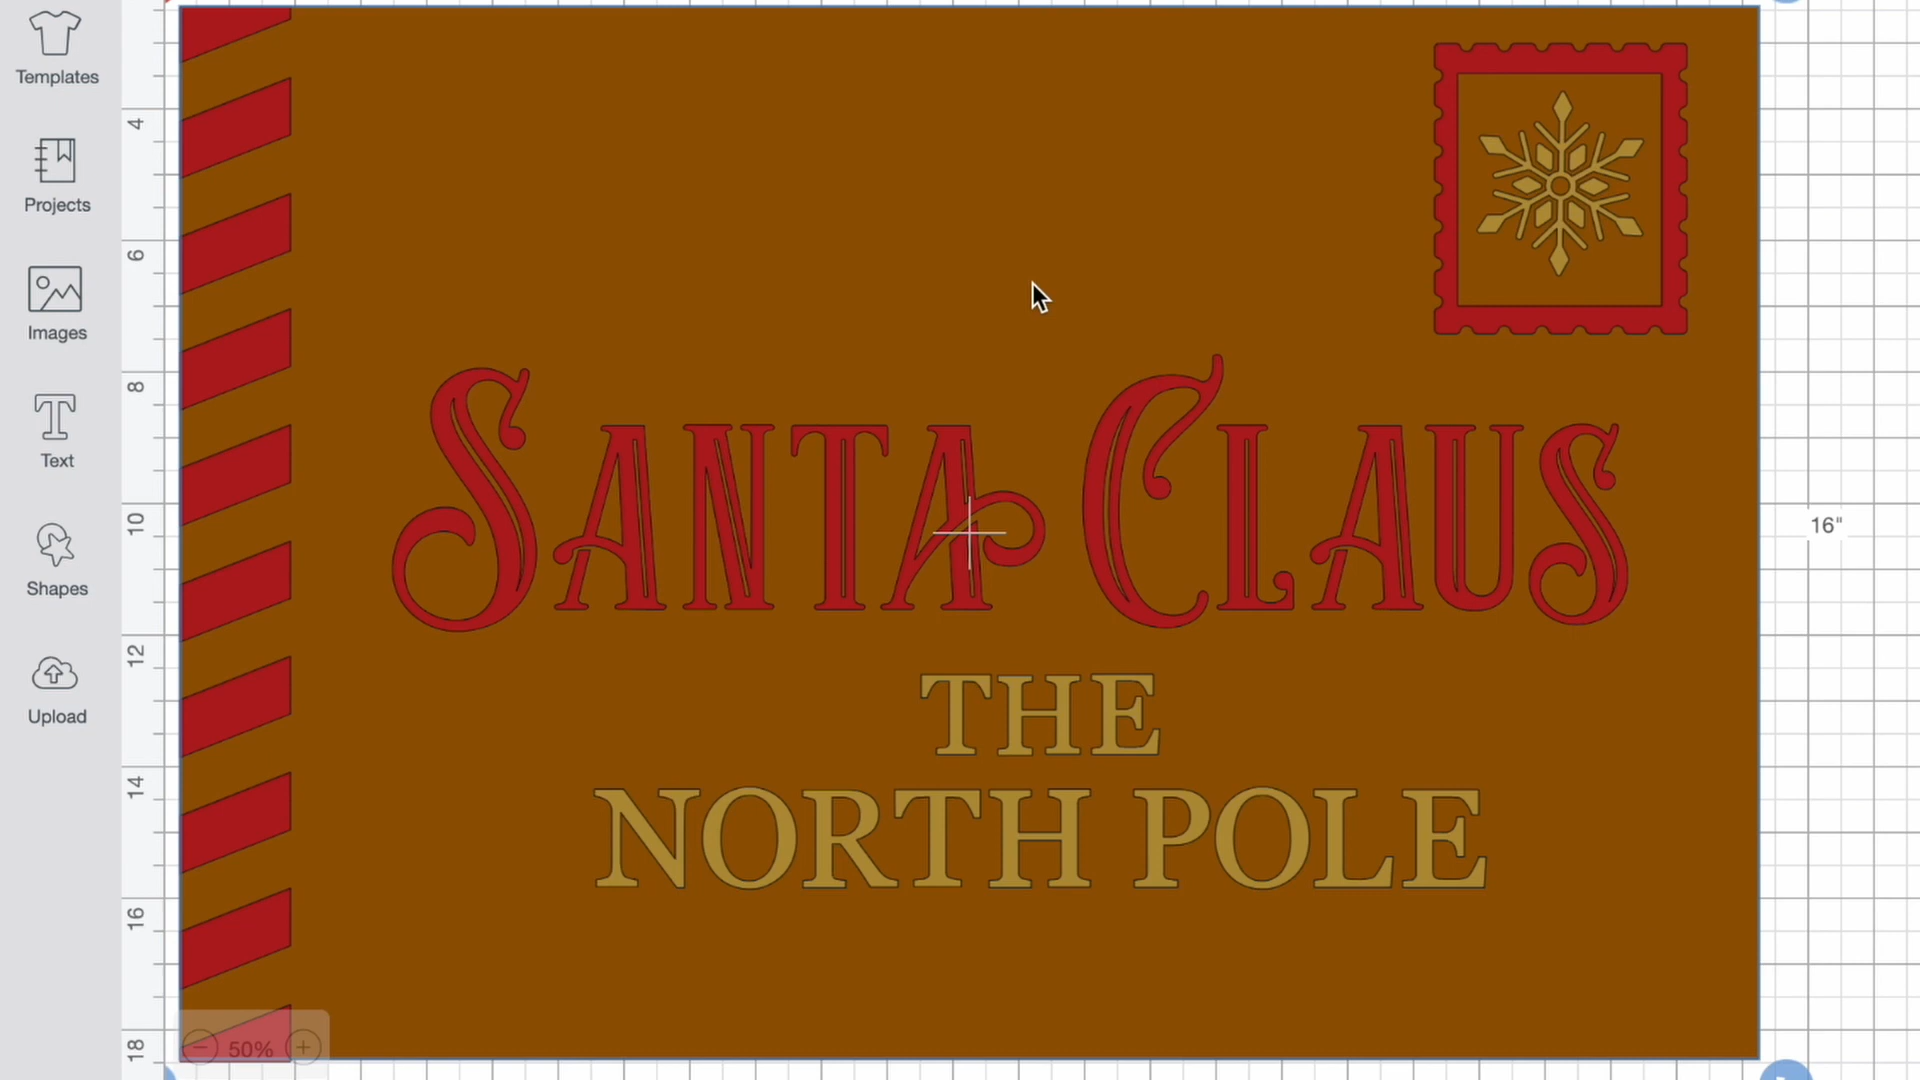 Templates
Projects
Images
Text
Shapes
Upload
4
6
8
10
12
14
16
18
SANTA CLAUS
THE
NORTH POLE
16"
50%